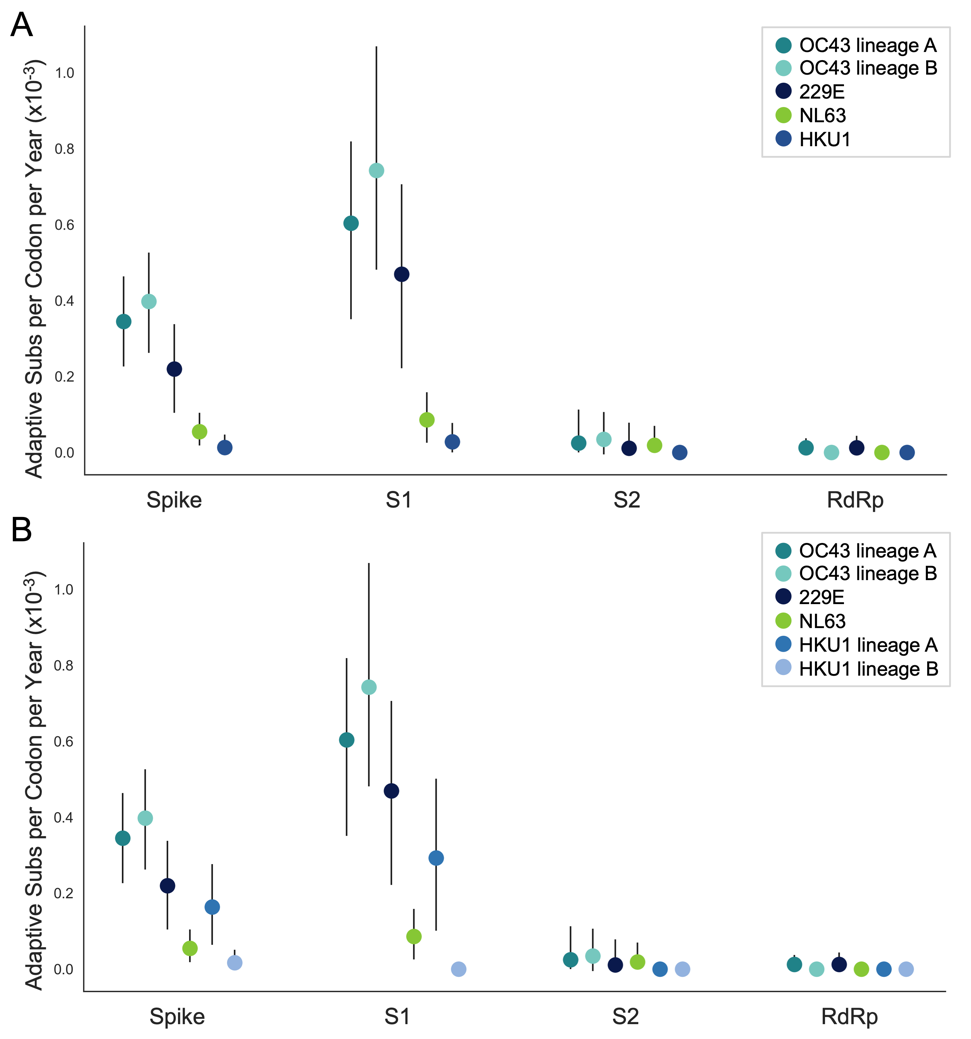 A
Adaptive Subs per Codon per Year (x10-3)
1.0
0.8
0.6
0.4
0.2
0.0
Spike
S1
S2
RdRp
OC43 lineage A
OC43 lineage B
229E
NL63
HKU1
B
Adaptive Subs per Codon per Year (x10-3)
1.0
0.8
0.6
0.4
0.2
0.0
Spike
S1
S2
RdRp
OC43 lineage A
OC43 lineage B
229E
NL63
HKU1 lineage A
HKU1 lineage B